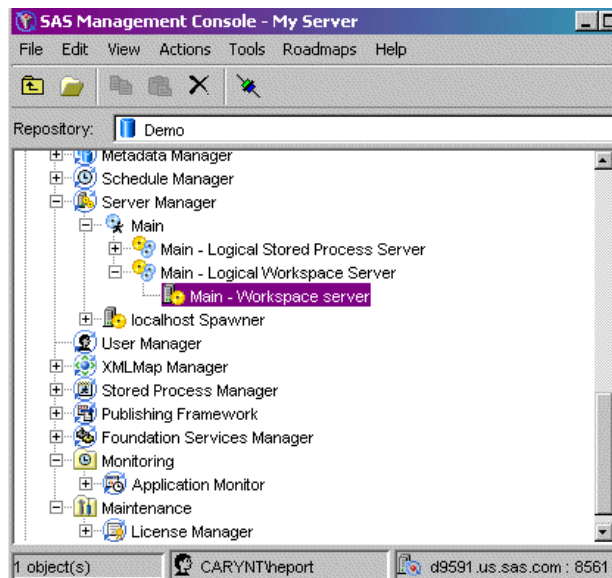 SAS Management Console - My Server
File Edit View Actions Tools Roadmaps Help
Repository: Demo
Metadata Manager
Schedule Manager
Server Manager
Main
Main - Logical Stored Process Server
Main - Logical Workspace Server
Main - Workspace server
localhost Spawner
User Manager
XMLMap Manager
Stored Process Manager
Publishing Framework
Foundation Services Manager
Monitoring
Application Monitor
Maintenance
License Manager
1 object(s) CARYNT\heport d9591.us.sas.com : 8561